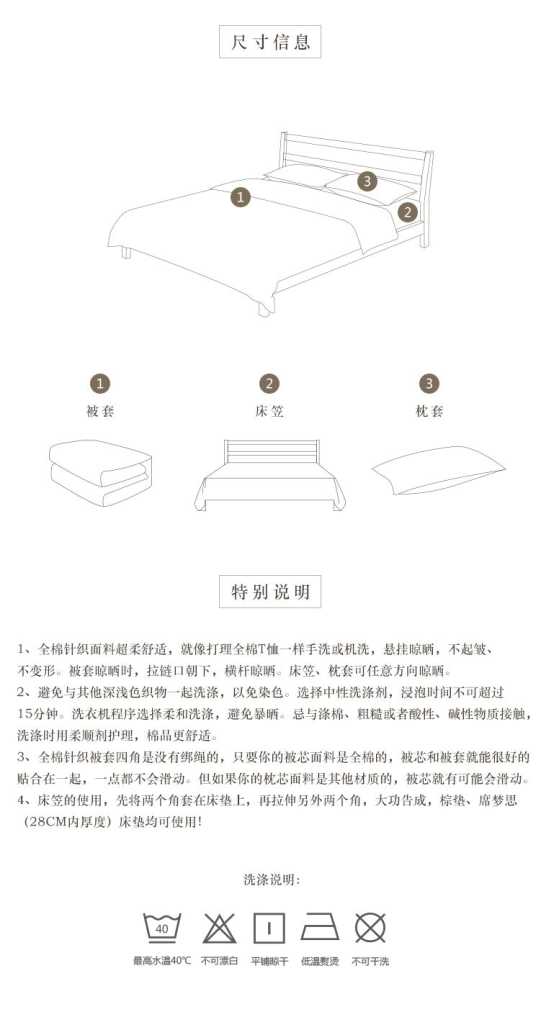 尺寸信息
1
3
2
1
2
3
被套
床笠
枕套
特别说明
1、全棉针织面料超柔舒适，就像打理全棉T恤一样手洗或机洗，悬挂晾晒，不起皱、
不变形。被套晾晒时，拉链口朝下，横杆晾晒。床笠、枕套可任意方向晾晒。
2、避免与其他深浅色织物一起洗涤，以免染色。选择中性洗涤剂，浸泡时间不可超过
15分钟。洗衣机程序选择柔和洗涤，避免暴晒。忌与涤棉、粗糙或者酸性、碱性物质接触，
洗涤时用柔顺剂护理，棉品更舒适。
3、全棉针织被套四角是没有绑绳的，只要你的被芯面料是全棉的，被芯和被套就能很好的
贴合在一起，一点都不会滑动。但如果你的枕芯面料是其他材质的，被芯就有可能会滑动。
4、床笠的使用，先将两个角套在床垫上，再拉伸另外两个角，大功告成，棕垫、席梦思
（28CM内厚度）床垫均可使用！
洗涤说明：
40
最高水温40℃
不可漂白
平铺晾干
低温熨烫
不可干洗